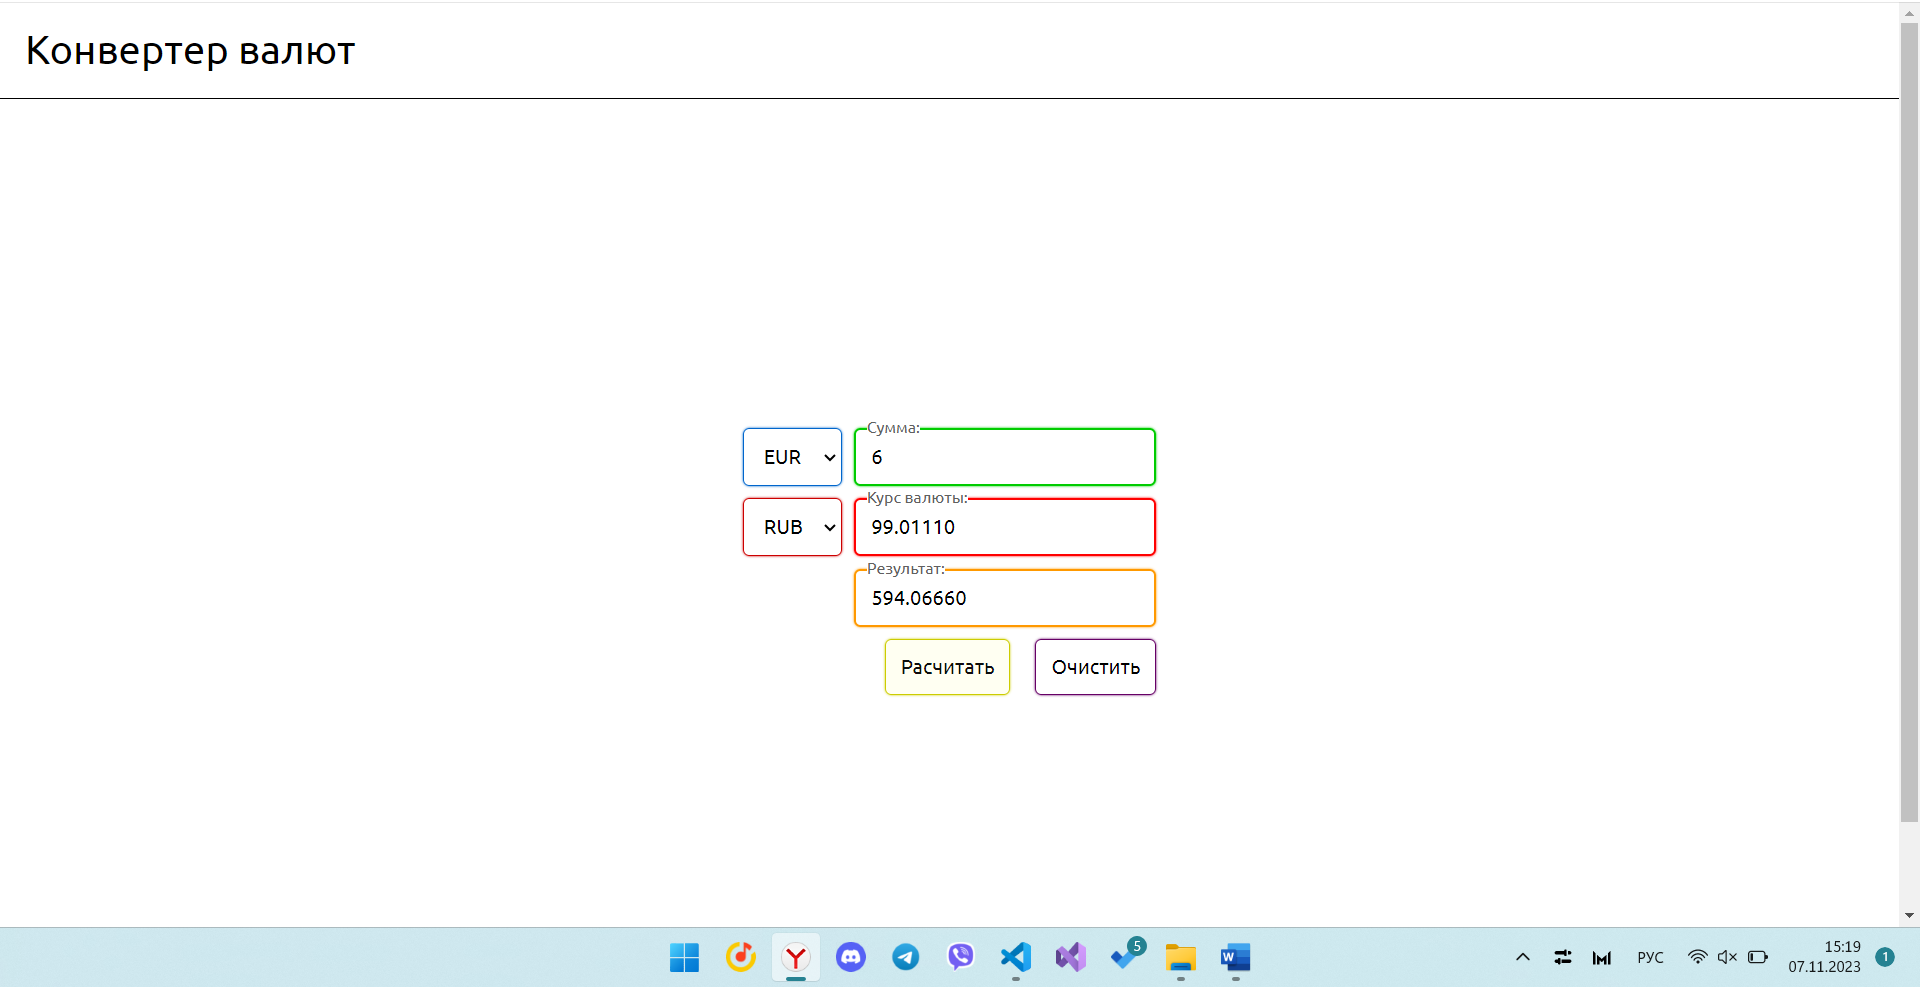 Конвертер валют
EUR
Сумма:
6
RUB
Курс валюты:
99.01110
Результат:
594.06660
Расчитать
Очистить
5
РУС
15:19
07.11.2023
1